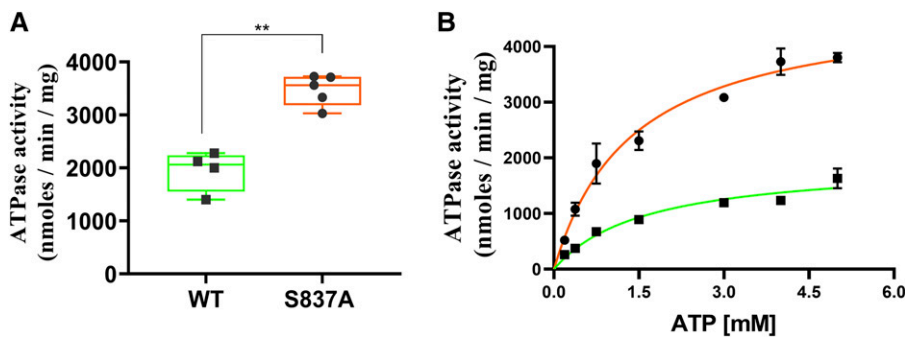 A
**
ATPase activity
(nmoles / min / mg)
4000
3000
2000
1000
0
WT
S837A
B
ATPase activity
(nmoles / min / mg)
4000
3000
2000
1000
0
0.0
1.5
3.0
4.5
6.0
ATP [mM]